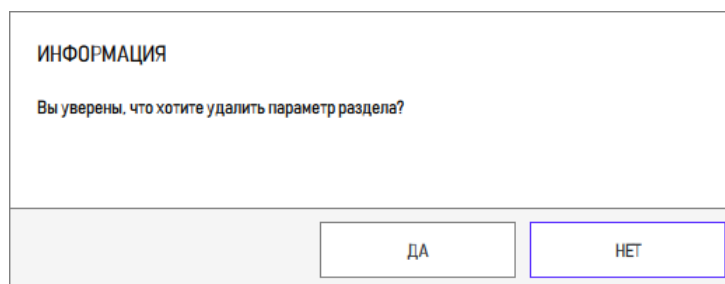 ИНФОРМАЦИЯ
Вы уверены, что хотите удалить параметр раздела?
ДА
НЕТ